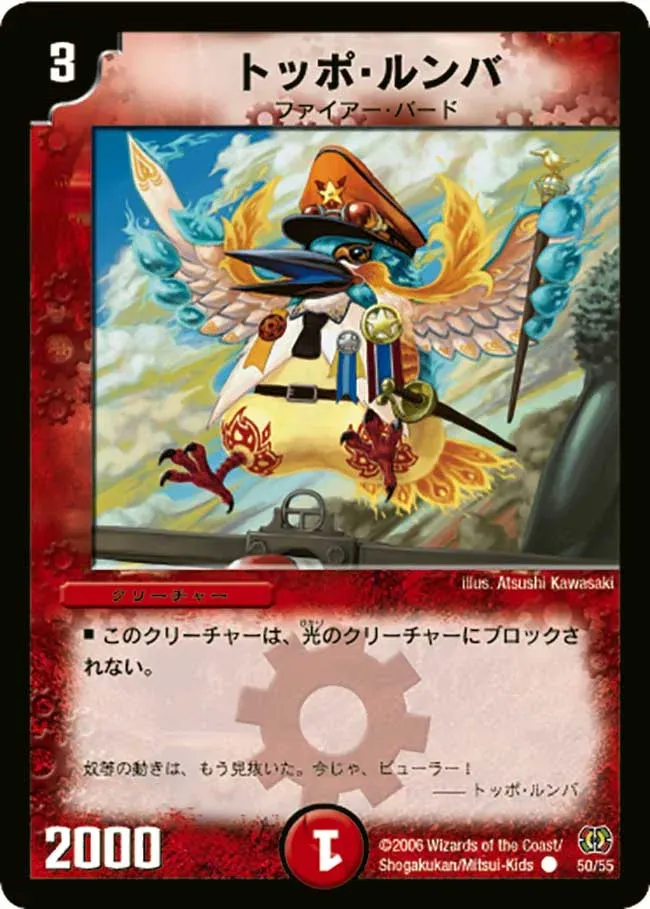 3
トッポ・ルンバ
ファイアー・バード
illus. Atsushi Kawasaki
クリーチャー
■ このクリーチャーは、光のクリーチャーにブロックさ
れない。
奴等の動きは、もう見抜いた。今じゃ、ピューラー!
—— トッポ・ルンバ
2000
1
©2006 Wizards of the Coast/
Shogakukan/Mitsui-Kids
50/55